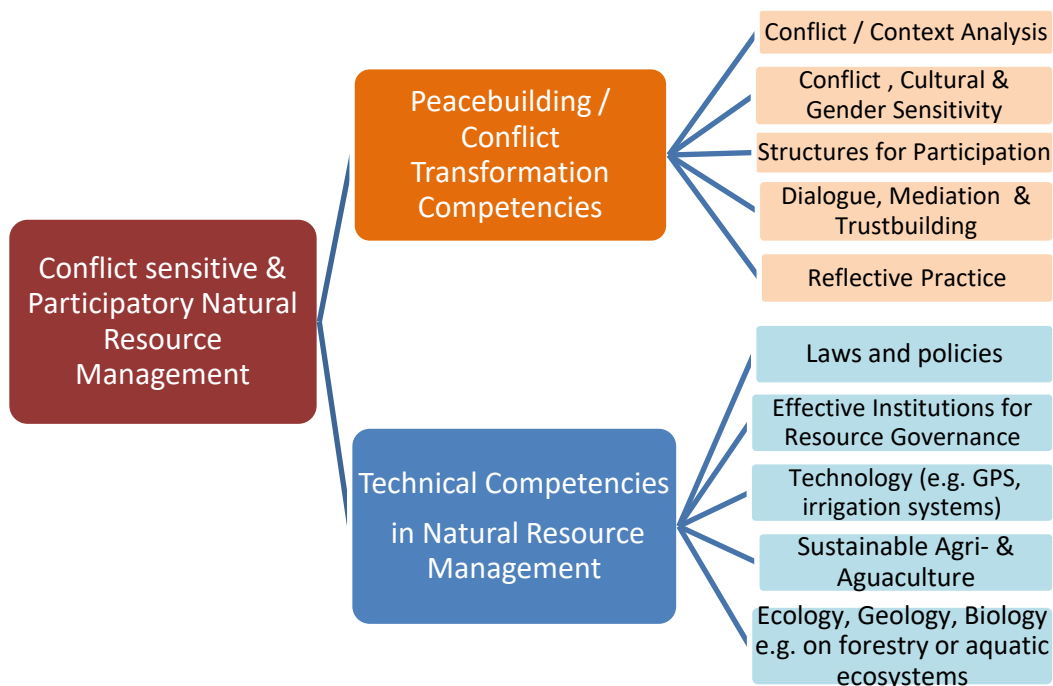 Conflict sensitive &
Participatory Natural
Resource
Management
Peacebuilding /
Conflict
Transformation
Competencies
Conflict / Context Analysis
Conflict , Cultural &
Gender Sensitivity
Structures for Participation
Dialogue, Mediation &
Trustbuilding
Reflective Practice
Technical Competencies
in Natural Resource
Management
Laws and policies
Effective Institutions for
Resource Governance
Technology (e.g. GPS,
irrigation systems)
Sustainable Agri- &
Aguaculture
Ecology, Geology, Biology
e.g. on forestry or aquatic
ecosystems